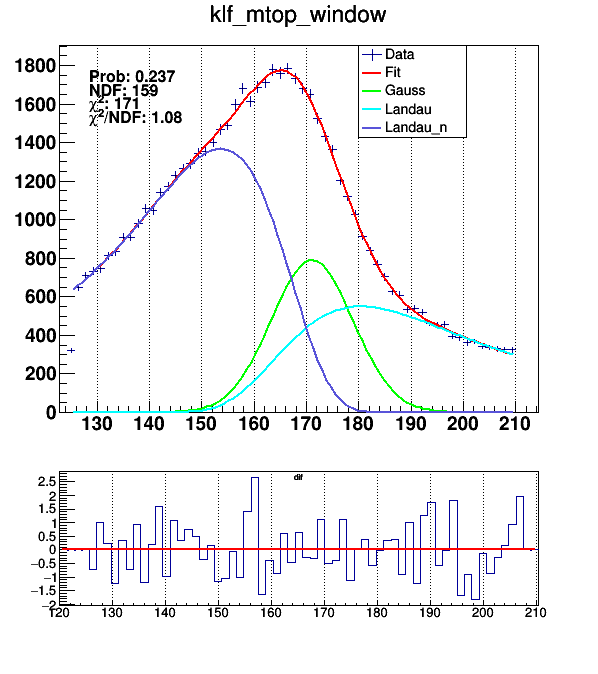 klf_mtop_window
Prob: 0.237
NDF: 159
χ²: 171
χ²/NDF: 1.08
Data
Fit
Gauss
Landau
Landau_n
1800
1600
1400
1200
1000
800
600
400
200
0
130 140 150 160 170 180 190 200 210
dif
2.5
2
1.5
1
0.5
0
−0.5
−1
−1.5
−2
120 130 140 150 160 170 180 190 200 210